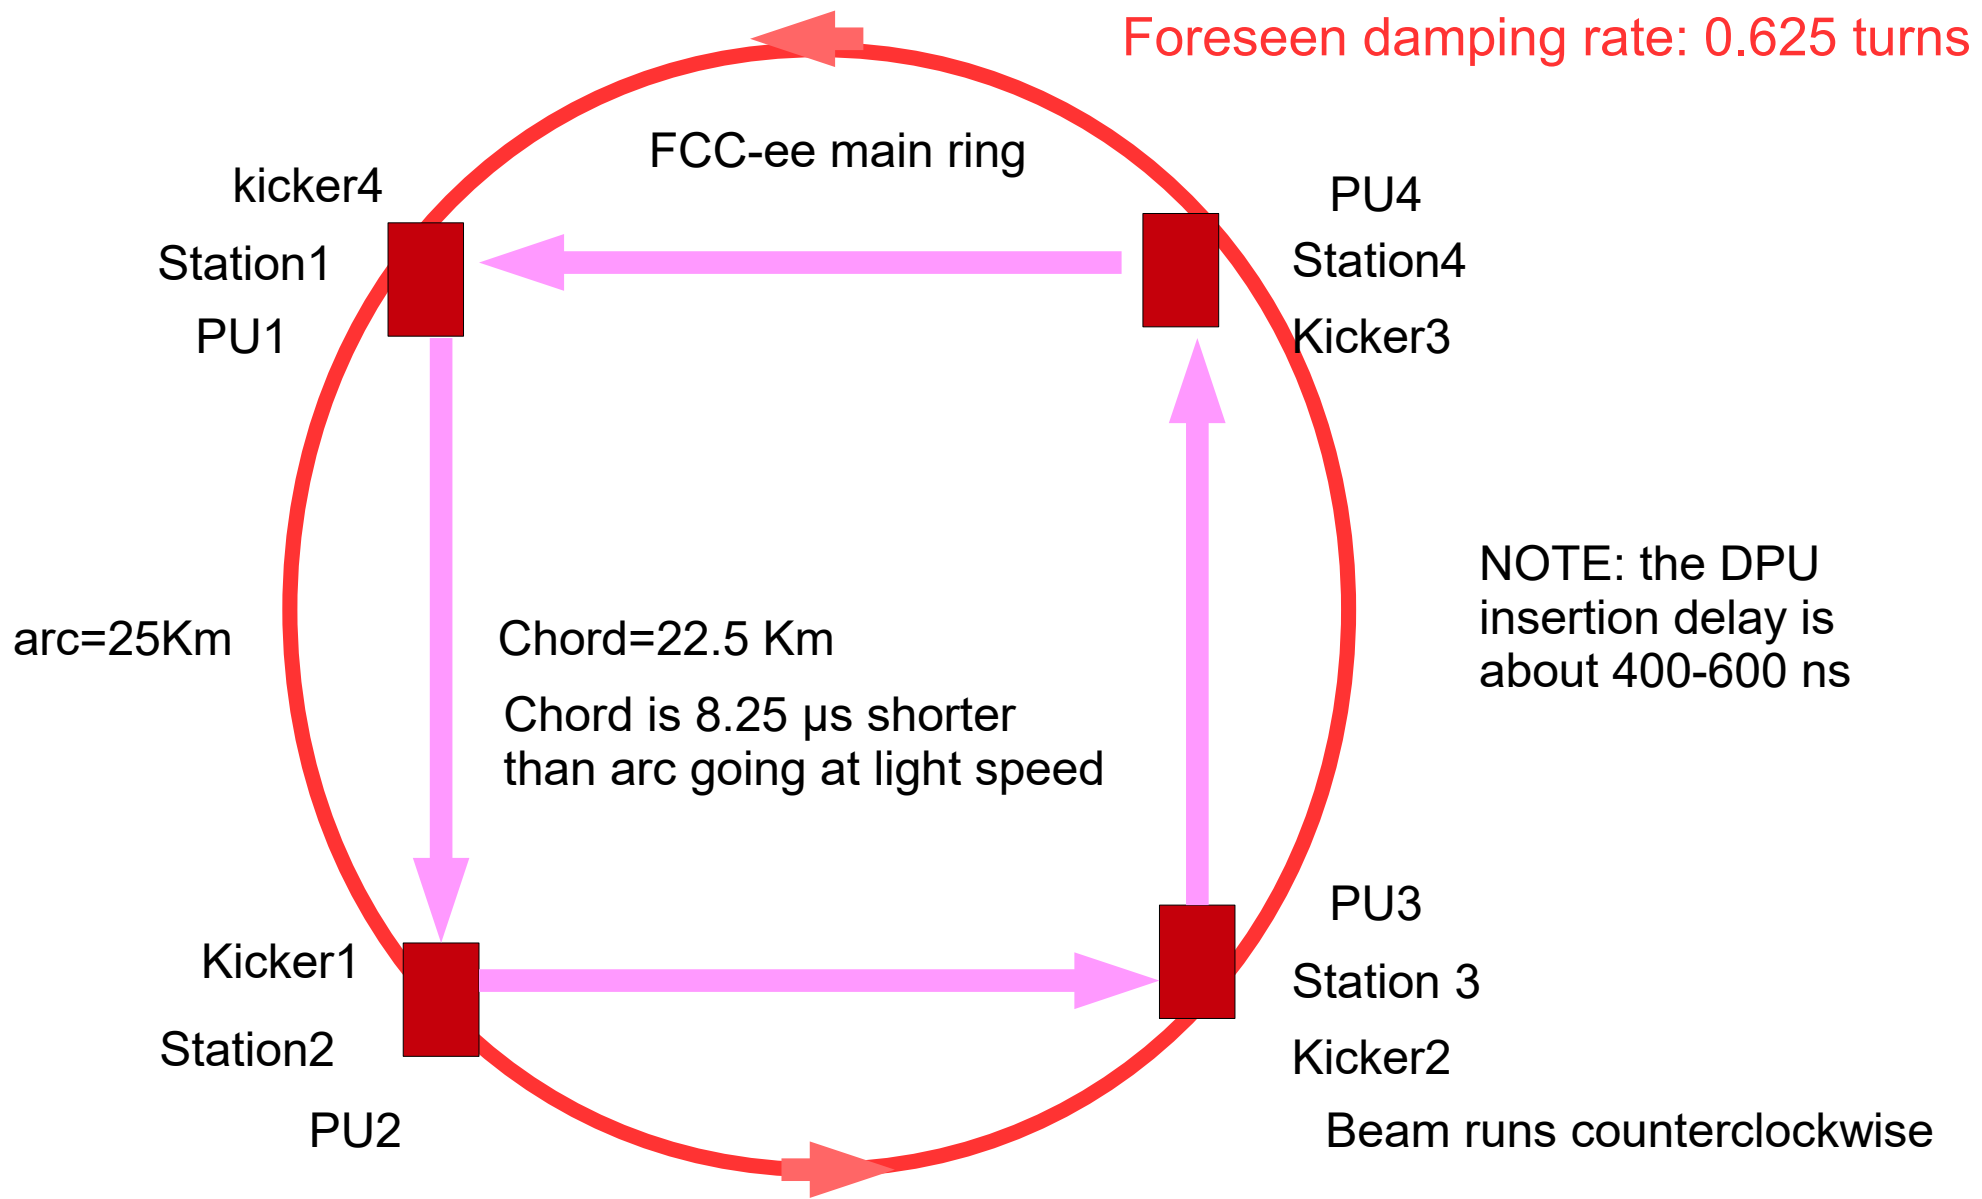 Foreseen damping rate: 0.625 turns
FCC-ee main ring
kicker4
Station1
PU1
PU4
Station4
Kicker3
arc=25Km
Chord=22.5 Km
Chord is 8.25 μs shorter
than arc going at light speed
NOTE: the DPU
insertion delay is
about 400-600 ns
Kicker1
Station2
PU2
PU3
Station 3
Kicker2
Beam runs counterclockwise